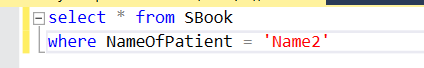 select * from SBook
where NameOfPatient = 'Name2'